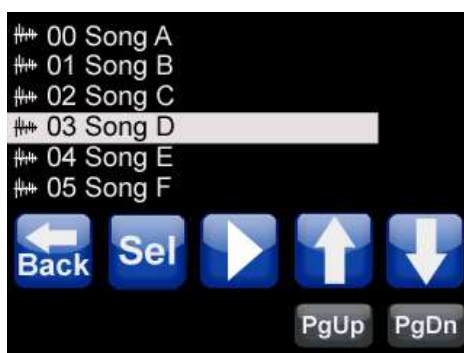 00 Song A
01 Song B
02 Song C
03 Song D
04 Song E
05 Song F
Back Sel
PgUp PgDn